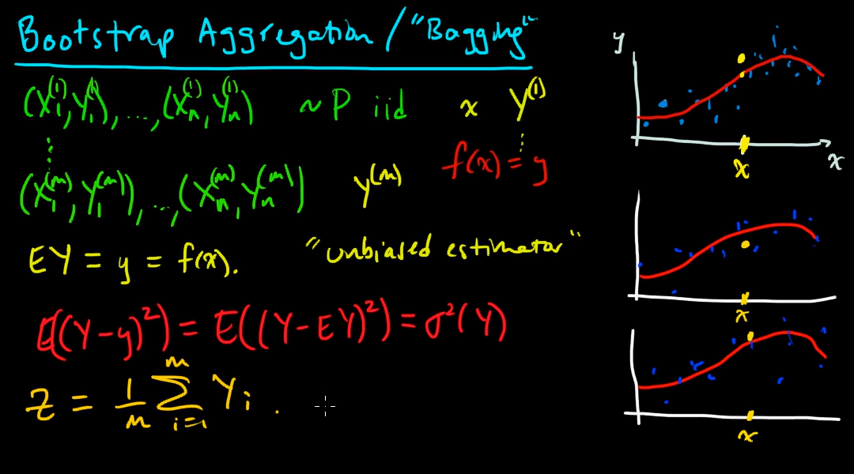 Bootstrap Aggregation / "Bagging"
(X₁⁽¹⁾, Y₁⁽¹⁾), ..., (Xₙ⁽¹⁾, Yₙ⁽¹⁾) ~ P iid x Y⁽¹⁾
f(x) = y
(X₁⁽ᵐ⁾, Y₁⁽ᵐ⁾), ..., (Xₙ⁽ᵐ⁾, Yₙ⁽ᵐ⁾) Y⁽ᵐ⁾
EY = y = f(x). "unbiased estimator"
E((Y-y)²) = E((Y-EY)²) = σ²(Y)
Z = 1/m Σᵢ₌₁ᵐ Yᵢ .
y
x
x
x
x